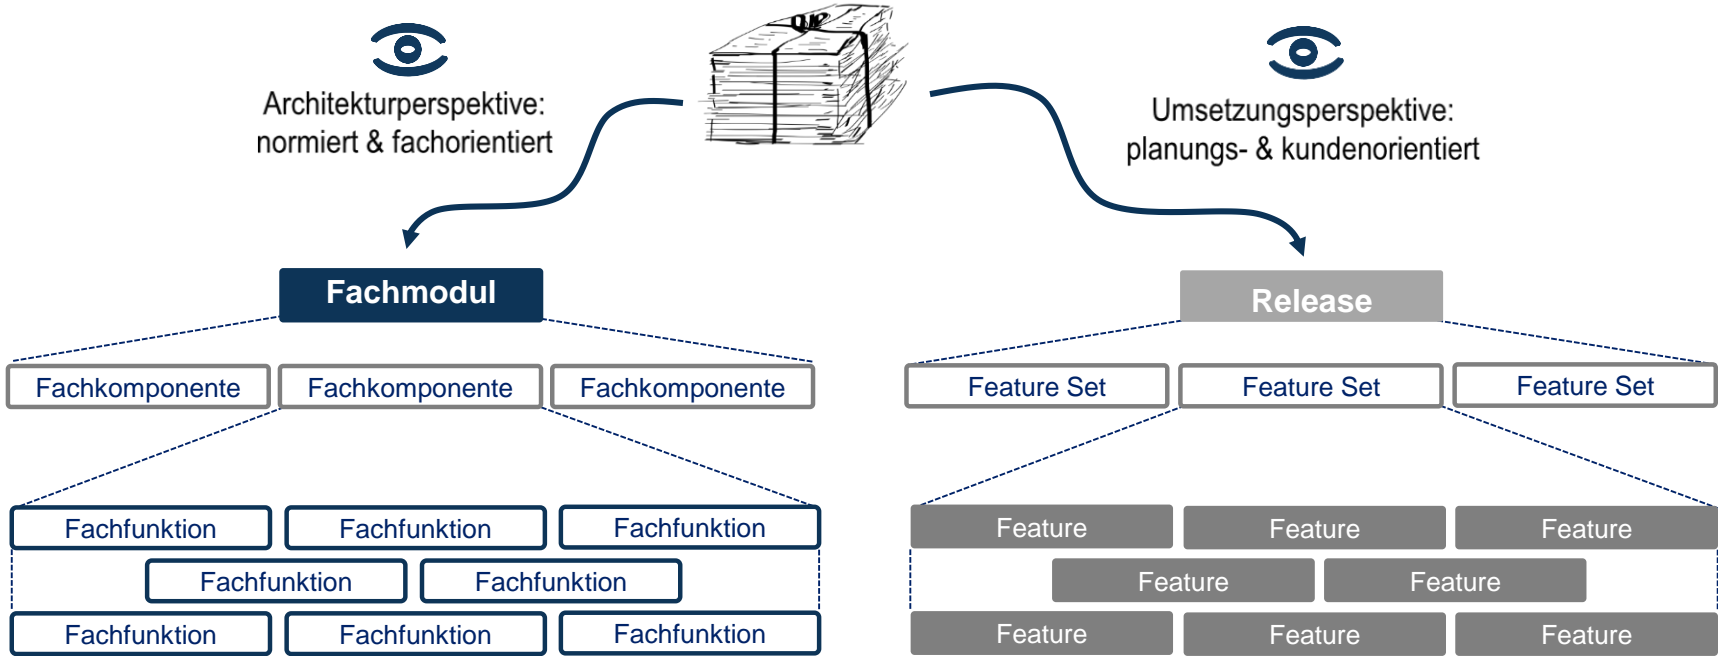 Architekturperspektive:
normiert & fachorientiert
Umsetzungsperspektive:
planungs- & kundenorientiert
Fachmodul
Release
Fachkomponente Fachkomponente Fachkomponente
Feature Set Feature Set Feature Set
Fachfunktion Fachfunktion Fachfunktion
Fachfunktion Fachfunktion
Fachfunktion Fachfunktion Fachfunktion
Feature Feature Feature
Feature Feature
Feature Feature Feature